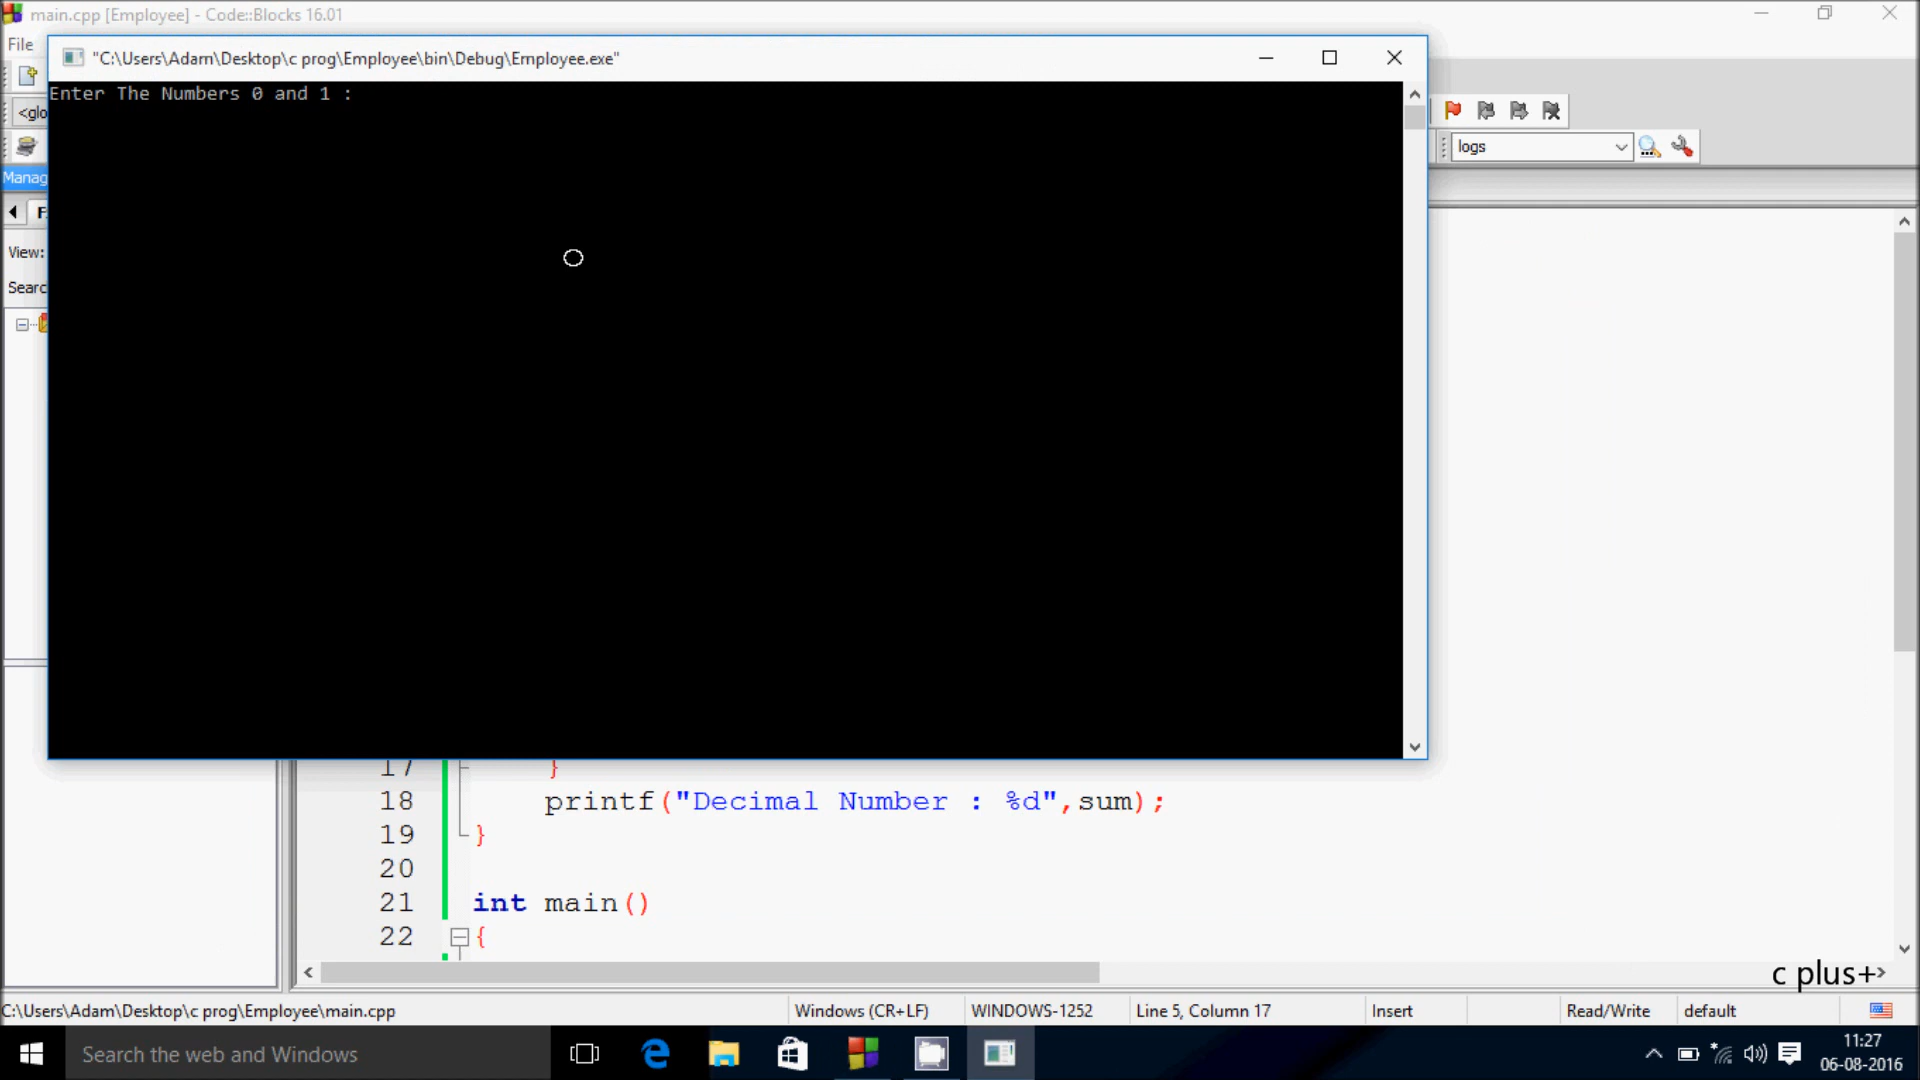 main.cpp [Employee] - Code::Blocks 16.01
File
"C:\Users\Adam\Desktop\c prog\Employee\bin\Debug\Employee.exe"
Enter The Numbers 0 and 1 :
<glo
logs
Manag
F
View:
Searc
17 }
18 printf("Decimal Number : %d",sum);
19 }
20
21 int main()
22 {
c plus+
C:\Users\Adam\Desktop\c prog\Employee\main.cpp Windows (CR+LF) WINDOWS-1252 Line 5, Column 17 Insert Read/Write default
Search the web and Windows
11:27
06-08-2016